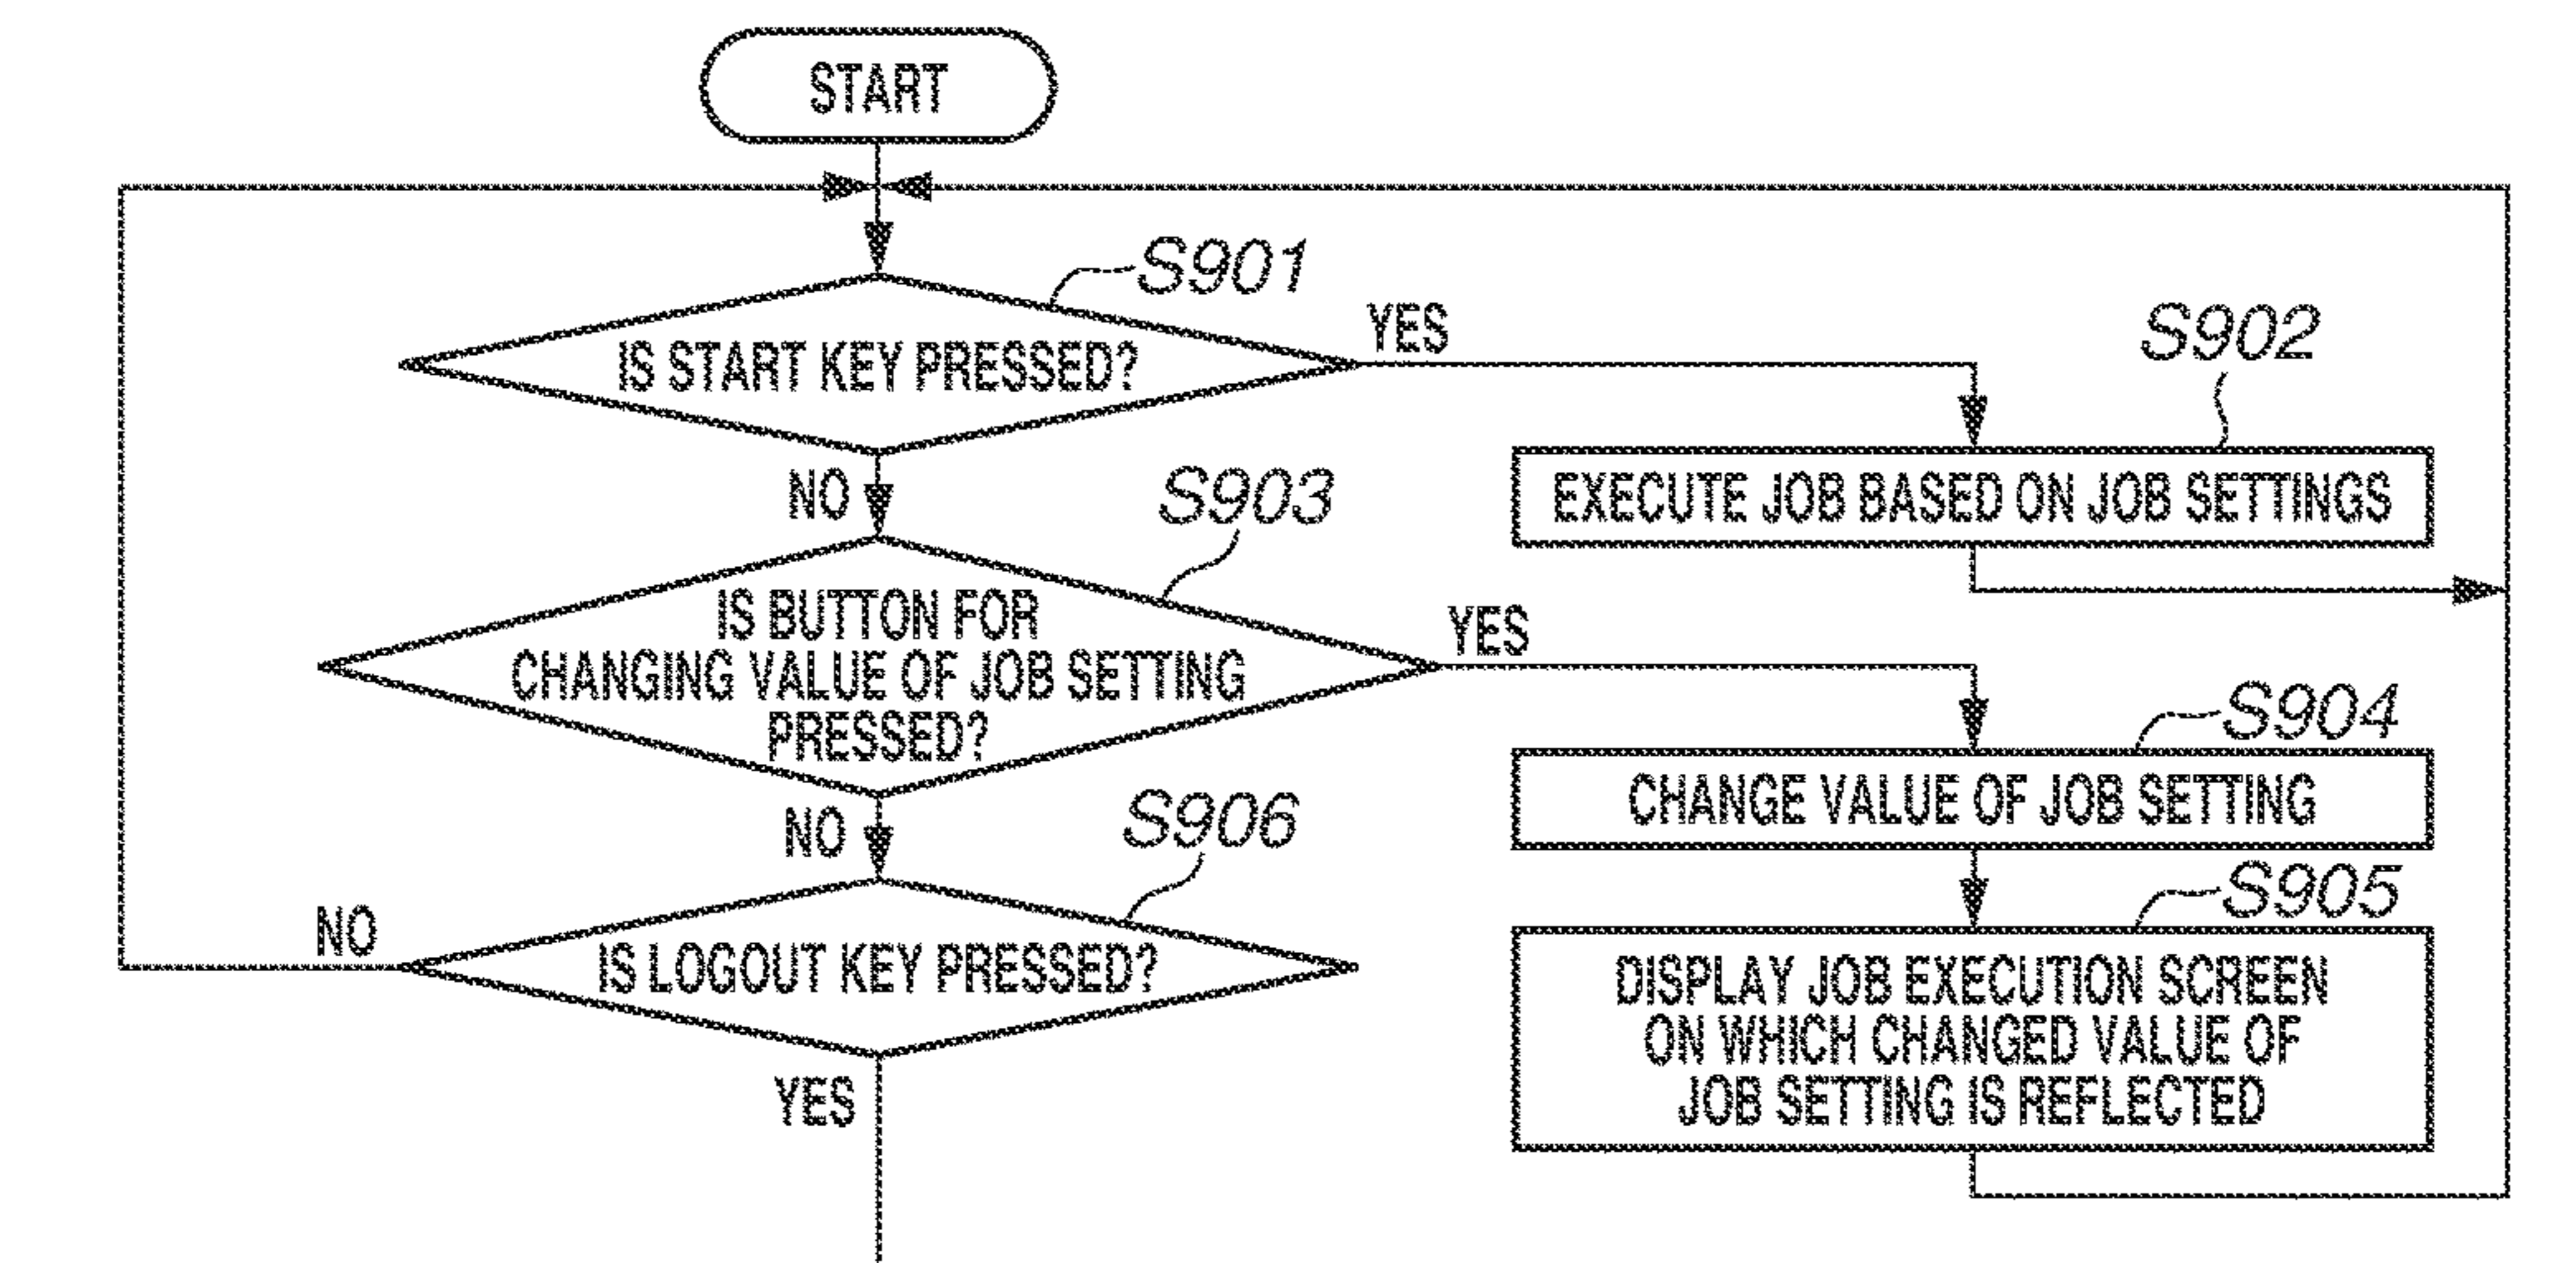 START
S901
IS START KEY PRESSED?
YES
S902
EXECUTE JOB BASED ON JOB SETTINGS
NO
S903
IS BUTTON FOR
CHANGING VALUE OF JOB SETTING
PRESSED?
YES
S904
CHANGE VALUE OF JOB SETTING
NO
S906
S905
NO
IS LOGOUT KEY PRESSED?
DISPLAY JOB EXECUTION SCREEN
ON WHICH CHANGED VALUE OF
JOB SETTING IS REFLECTED
YES